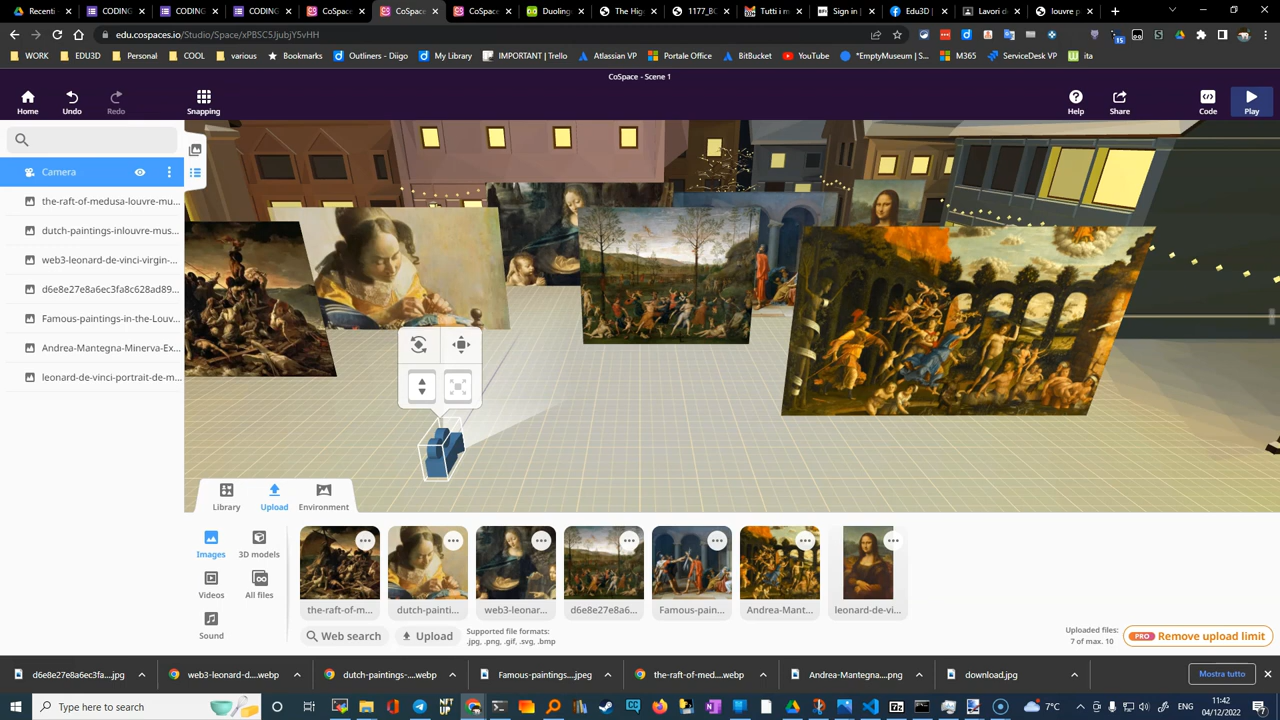 Recenti
CODING
CODING
CODING
CoSpace
CoSpace
CoSpace
Duoling
The Hig
1177_BC
Tutti i m
Sign in |
Edu3D |
Lavori d
louvre p
edu.cospaces.io/Studio/Space/xPBSC5JjubjY5vHH
15
WORK
EDU3D
Personal
COOL
various
Bookmarks
Outliners - Diigo
My Library
IMPORTANT | Trello
Atlassian VP
Portale Office
BitBucket
YouTube
*EmptyMuseum | S...
M365
ServiceDesk VP
ita
CoSpace - Scene 1
Home
Undo
Redo
Snapping
Help
Share
Code
Play
Camera
the-raft-of-medusa-louvre-mu...
dutch-paintings-inlouvre-mus...
web3-leonard-de-vinci-virgin-...
d6e8e27e8a6ec3fa8c628ad89...
Famous-paintings-in-the-Louv...
Andrea-Mantegna-Minerva-Ex...
leonard-de-vinci-portrait-de-m...
Library
Upload
Environment
Images
3D models
Videos
All files
Sound
the-raft-of-m...
dutch-painti...
web3-leonar...
d6e8e27e8a6...
Famous-pain...
Andrea-Mant...
leonard-de-vi...
Web search
Upload
Supported file formats:
.jpg, .png, .gif, .svg, .bmp
Uploaded files:
7 of max. 10
PRO Remove upload limit
d6e8e27e8a6ec3fa....jpg
web3-leonard-d....webp
dutch-paintings-....webp
Famous-paintings....jpeg
the-raft-of-med....webp
Andrea-Mantegna....png
download.jpg
Mostra tutto
Type here to search
7°C
ENG
11:42
04/12/2022